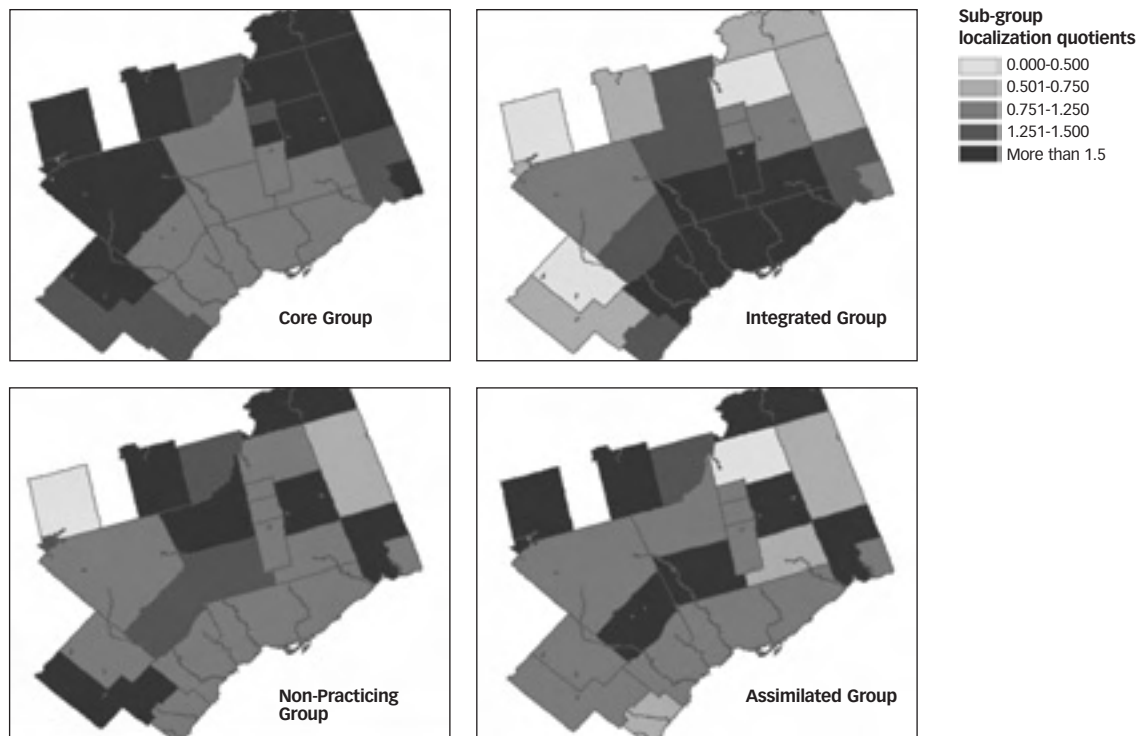 Sub-group
localization quotients
0.000-0.500
0.501-0.750
0.751-1.250
1.251-1.500
More than 1.5
Core Group
Integrated Group
Non-Practicing
Group
Assimilated Group